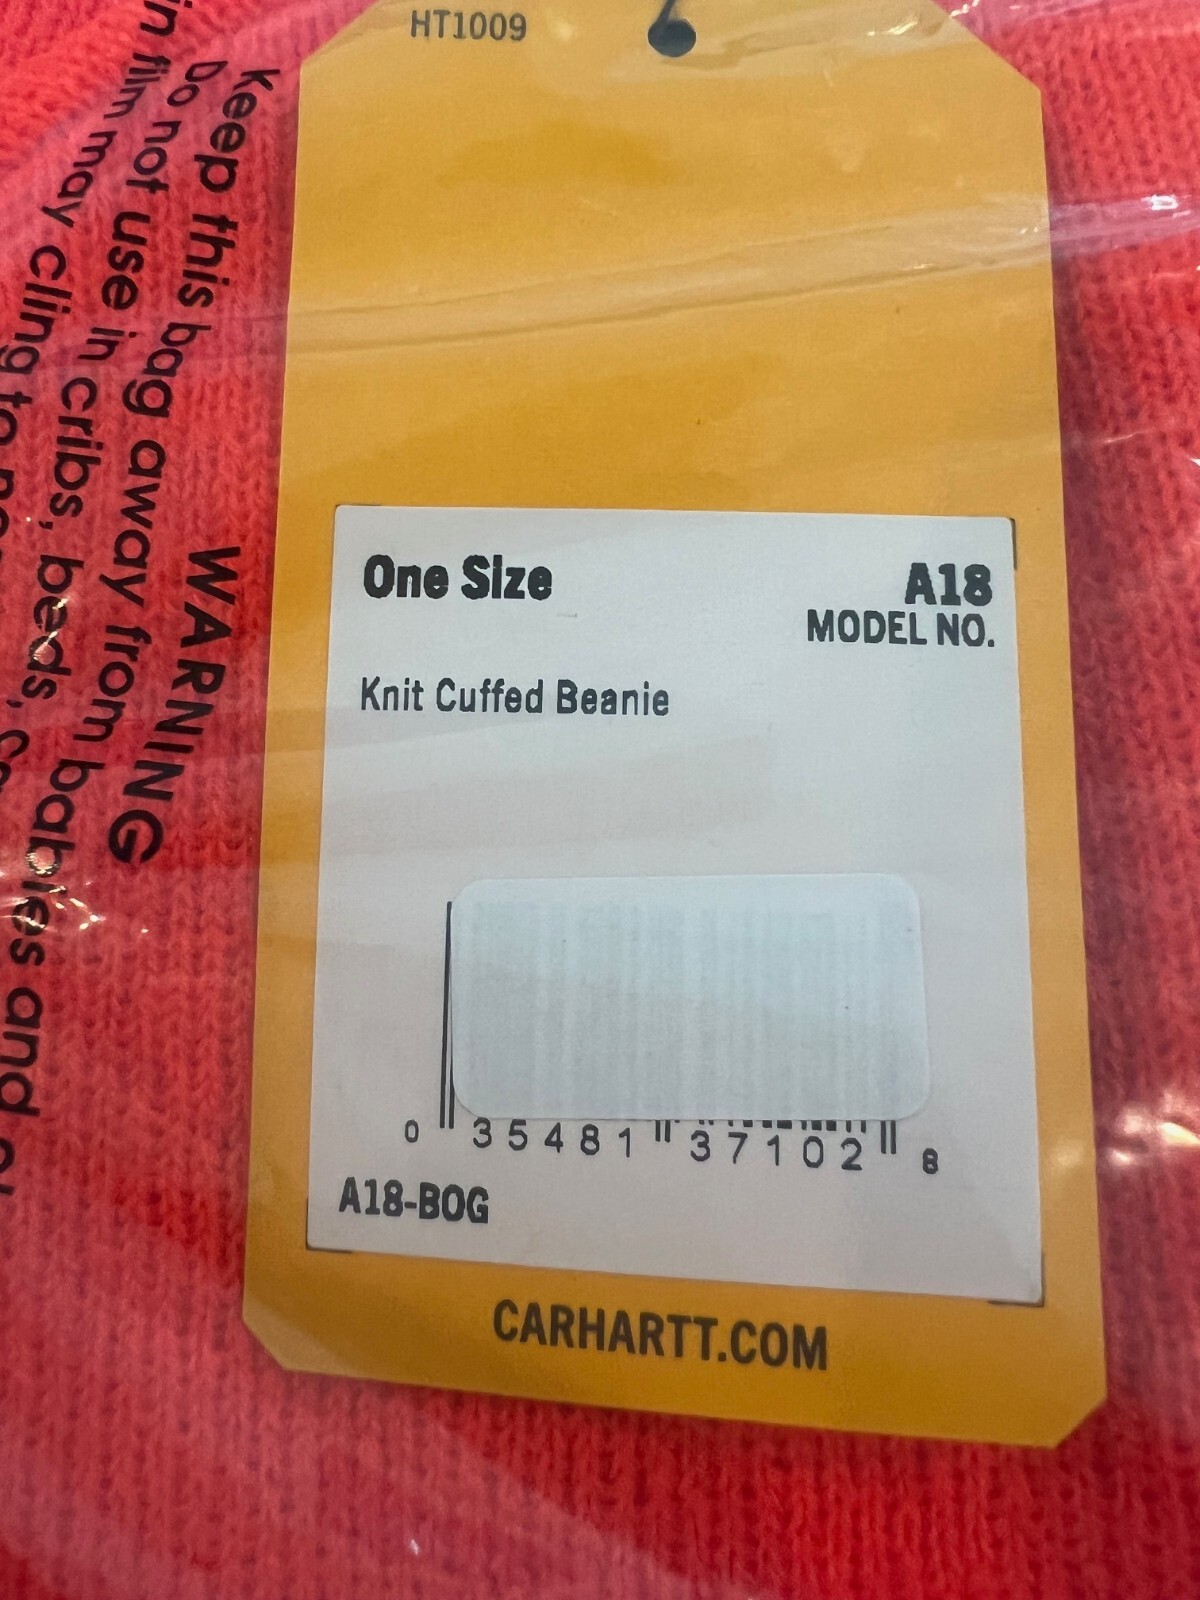 HT1009
One Size
A18
MODEL NO.
Knit Cuffed Beanie
0 35481 37102 8
A18-BOG
CARHARTT.COM
WARNING
Keep this bag away from babies and
Do not use in cribs, beds,
in film may cling to